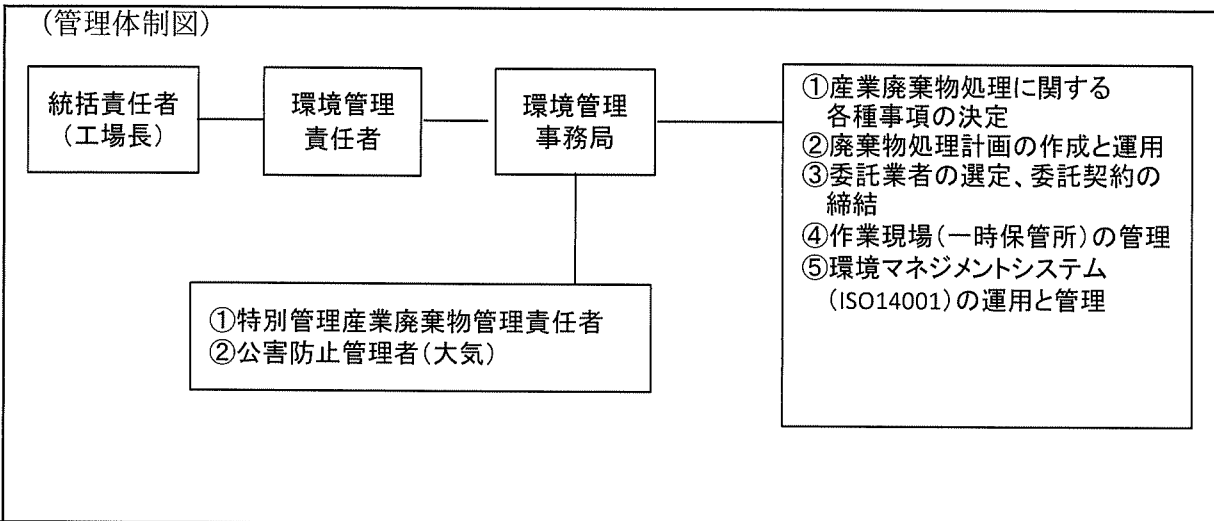 (管理体制図)
統括責任者
(工場長)
環境管理
責任者
環境管理
事務局
①産業廃棄物処理に関する
各種事項の決定
②廃棄物処理計画の作成と運用
③委託業者の選定、委託契約の
締結
④作業現場(一時保管所)の管理
⑤環境マネジメントシステム
(ISO14001)の運用と管理
①特別管理産業廃棄物管理責任者
②公害防止管理者(大気)